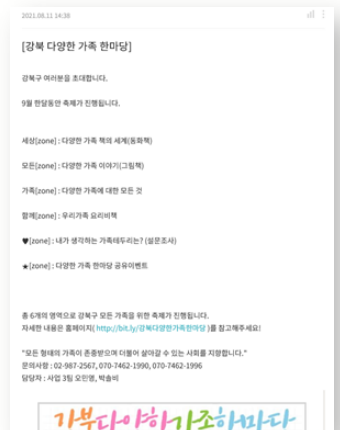 2021.08.11 14:38
[강북 다양한 가족 한마당]
강북구 여러분을 초대합니다.
9월 한달동안 축제가 진행됩니다.
세상[zone] : 다양한 가족 책의 세계(동화책)
모든[zone] : 다양한 가족 이야기(그림책)
가족[zone] : 다양한 가족에 대한 모든 것
함께[zone] : 우리가족 요리비책
♥[zone] : 내가 생각하는 가족테두리는? (설문조사)
★[zone] : 다양한 가족 한마당 공유이벤트
총 6개의 영역으로 강북구 모든 가족을 위한 축제가 진행됩니다.
자세한 내용은 홈페이지( http://bit.ly/강북다양한가족한마당 )를 참고해주세요!
"모든 형태의 가족이 존중받으며 더불어 살아갈 수 있는 사회를 지향합니다."
문의사항 : 02-987-2567, 070-7462-1990, 070-7462-1996
담당자 : 사업 3팀 오민영, 박솔비